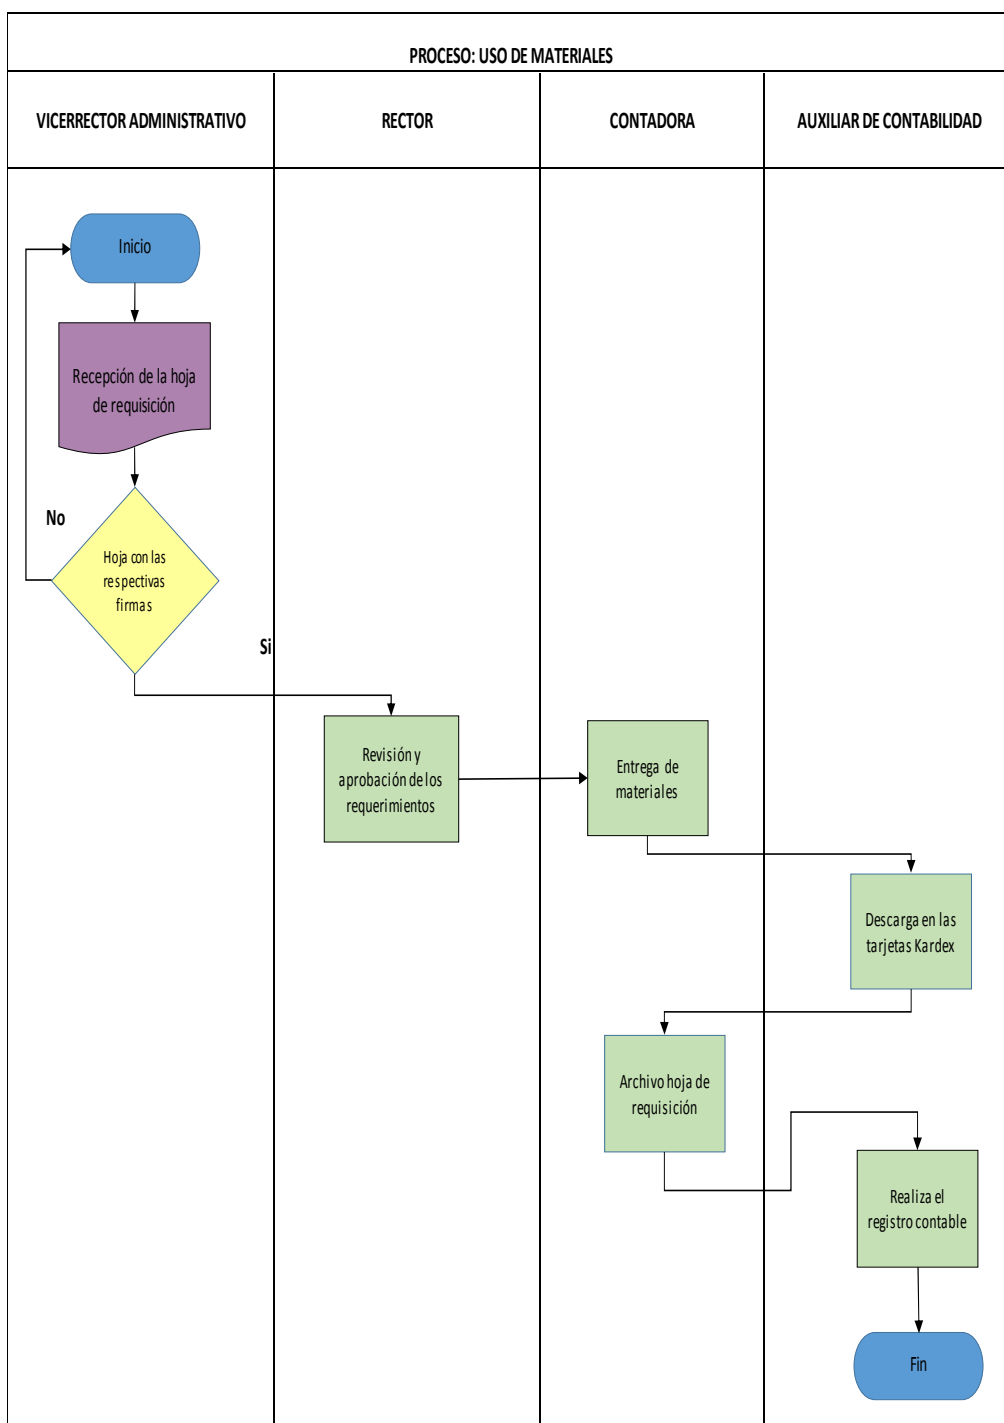 PROCESO: USO DE MATERIALES
VICERRECTOR ADMINISTRATIVO
RECTOR
CONTADORA
AUXILIAR DE CONTABILIDAD
Inicio
Recepción de la hoja
de requisición
No
Hoja con las
respectivas
firmas
Si
Revisión y
aprobación de los
requerimientos
Entrega de
materiales
Descarga en las
tarjetas Kardex
Archivo hoja de
requisición
Realiza el
registro contable
Fin